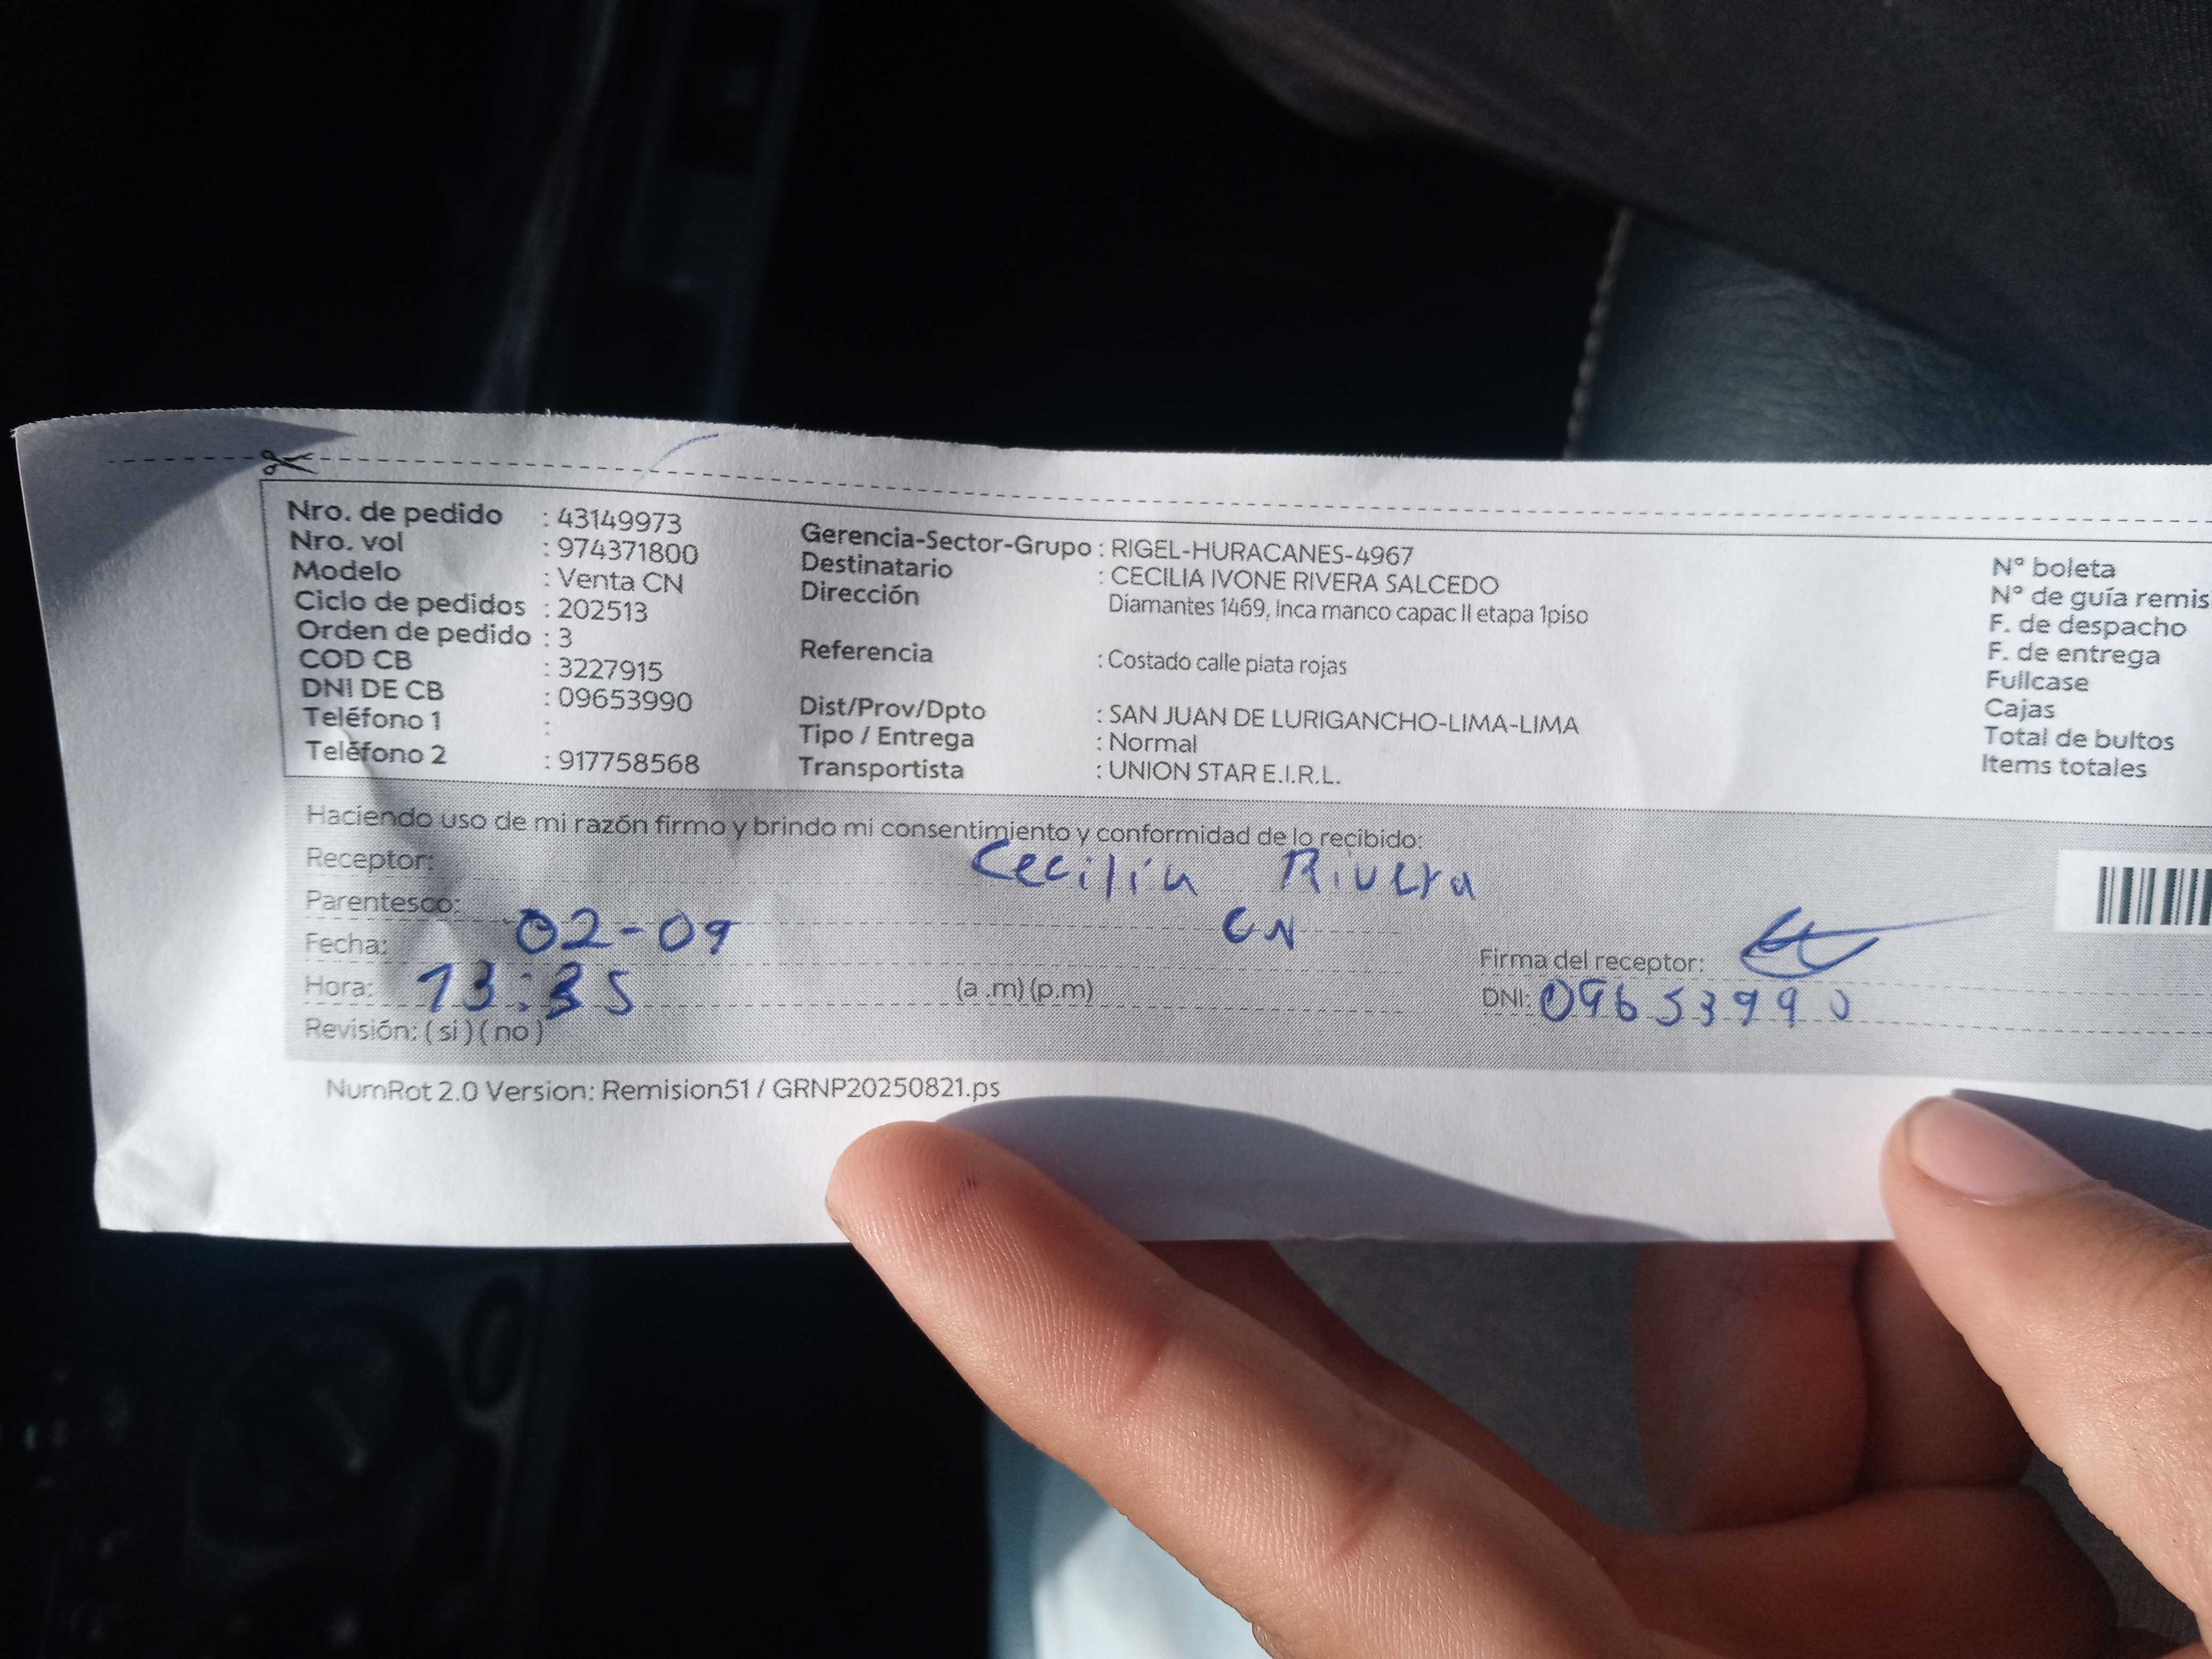 Nro. de pedido : 43149973
Nro. vol : 974371800
Modelo : Venta CN
Ciclo de pedidos : 202513
Orden de pedido : 3
COD CB : 3227915
DNI DE CB : 09653990
Teléfono 1 :
Teléfono 2 : 917758568
Gerencia-Sector-Grupo : RIGEL-HURACANES-4967
Destinatario : CECILIA IVONE RIVERA SALCEDO
Dirección Diamantes 1469, Inca manco capac II etapa 1piso
Referencia : Costado calle plata rojas
Dist/Prov/Dpto : SAN JUAN DE LURIGANCHO-LIMA-LIMA
Tipo / Entrega : Normal
Transportista : UNION STAR E.I.R.L.
N° boleta
N° de guía remis
F. de despacho
F. de entrega
Fullcase
Cajas
Total de bultos
Items totales
Haciendo uso de mi razón firmo y brindo mi consentimiento y conformidad de lo recibido:
Receptor: Cecilia Rivera
Parentesco: CN
Fecha: 02-09
Hora: 13:35 (a .m) (p.m)
Revisión: ( si ) ( no )
Firma del receptor:
DNI: 09653990
NumRot 2.0 Version: Remision51 / GRNP20250821.ps